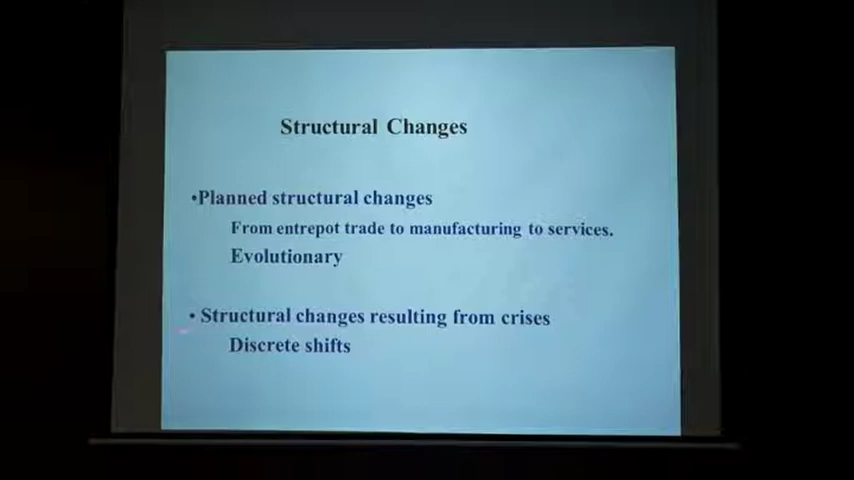 Structural Changes
•Planned structural changes
From entrepot trade to manufacturing to services.
Evolutionary
• Structural changes resulting from crises
Discrete shifts